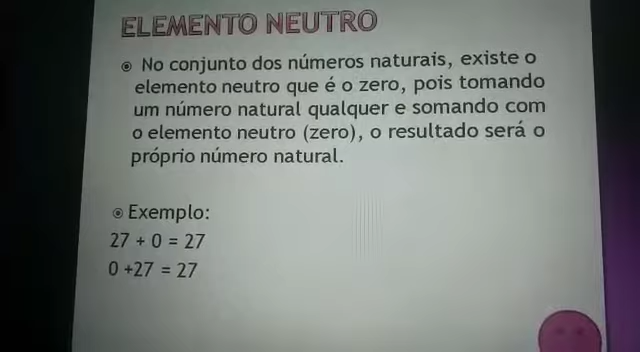 ELEMENTO NEUTRO
No conjunto dos números naturais, existe o
elemento neutro que é o zero, pois tomando
um número natural qualquer e somando com
o elemento neutro (zero), o resultado será o
próprio número natural.
Exemplo:
27 + 0 = 27
0 +27 = 27